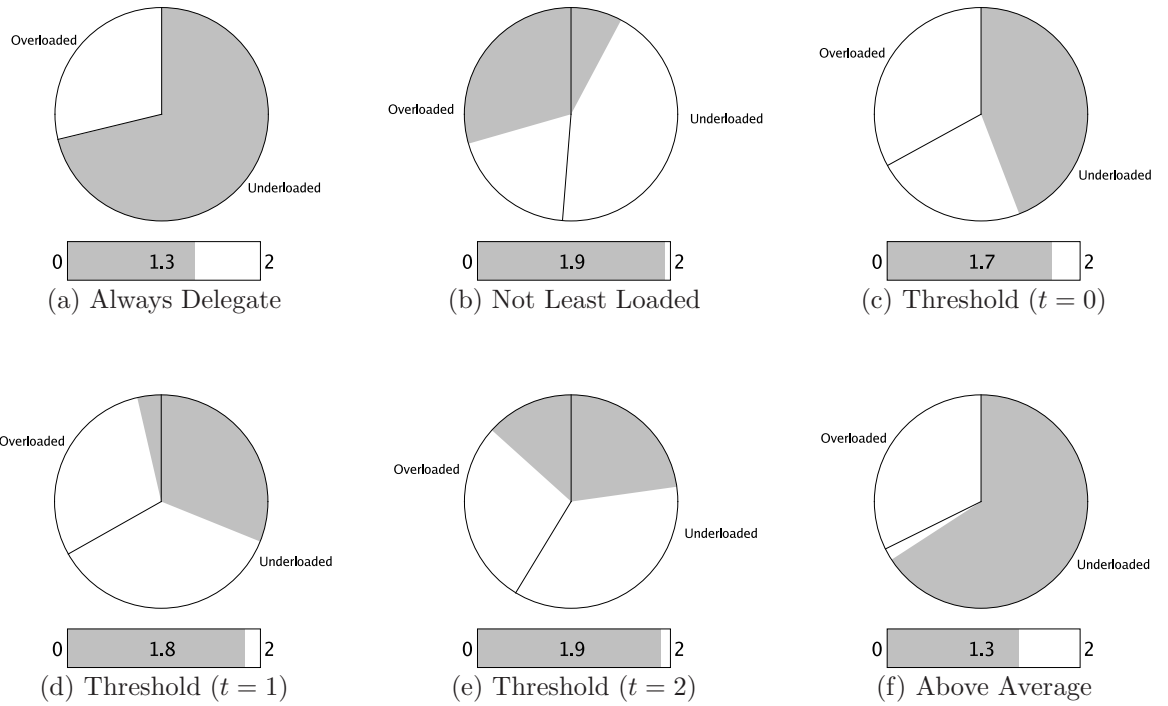 Overloaded
Underloaded
0 1.3 2
(a) Always Delegate
Overloaded
Underloaded
0 1.9 2
(b) Not Least Loaded
Overloaded
Underloaded
0 1.7 2
(c) Threshold (t = 0)
Overloaded
Underloaded
0 1.8 2
(d) Threshold (t = 1)
Overloaded
Underloaded
0 1.9 2
(e) Threshold (t = 2)
Overloaded
Underloaded
0 1.3 2
(f) Above Average